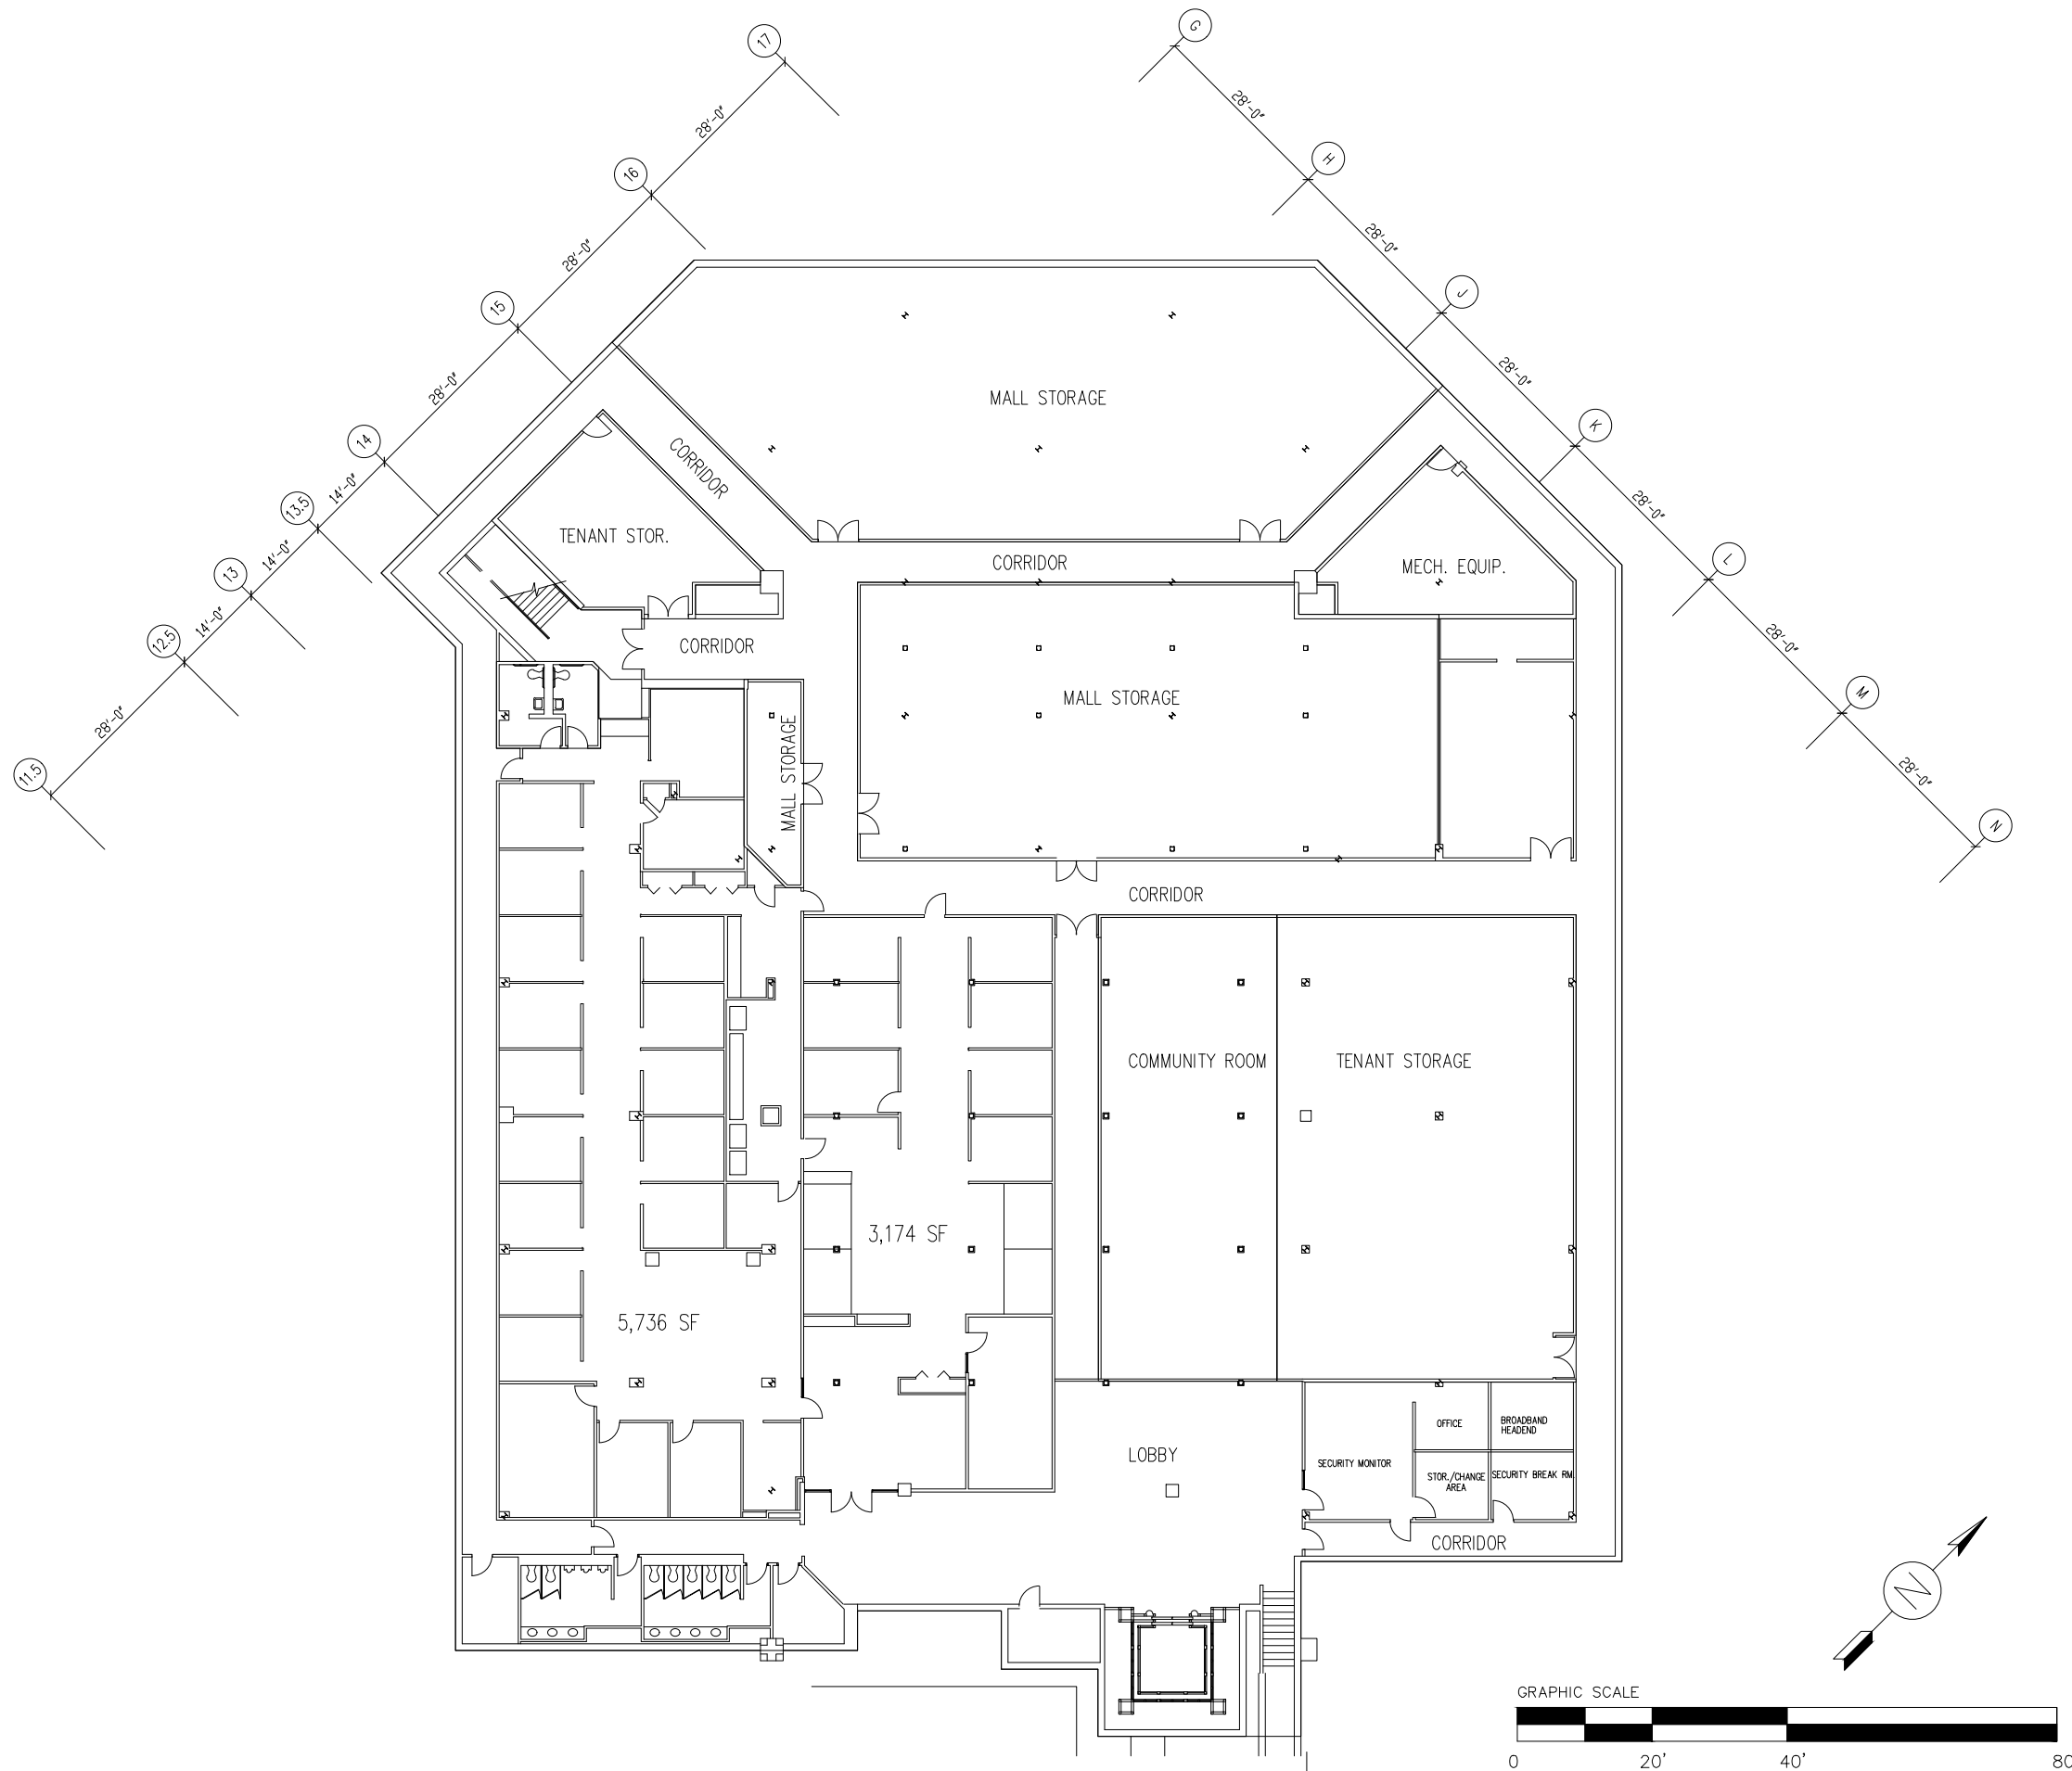 17
G
28'-0"
28'-0"
16
H
28'-0"
28'-0"
15
J
28'-0"
28'-0"
MALL STORAGE
14
K
CORRIDOR
14'-0"
28'-0"
13.5
TENANT STOR.
14'-0"
CORRIDOR
MECH. EQUIP.
13
L
14'-0"
28'-0"
12.5
CORRIDOR
28'-0"
MALL STORAGE
M
MALL STORAGE
11.5
28'-0"
N
CORRIDOR
COMMUNITY ROOM
TENANT STORAGE
3,174 SF
5,736 SF
OFFICE
BROADBAND
HEADEND
LOBBY
SECURITY MONITOR
STOR./CHANGE
AREA
SECURITY BREAK RM.
CORRIDOR
N
GRAPHIC SCALE
0 20' 40' 80